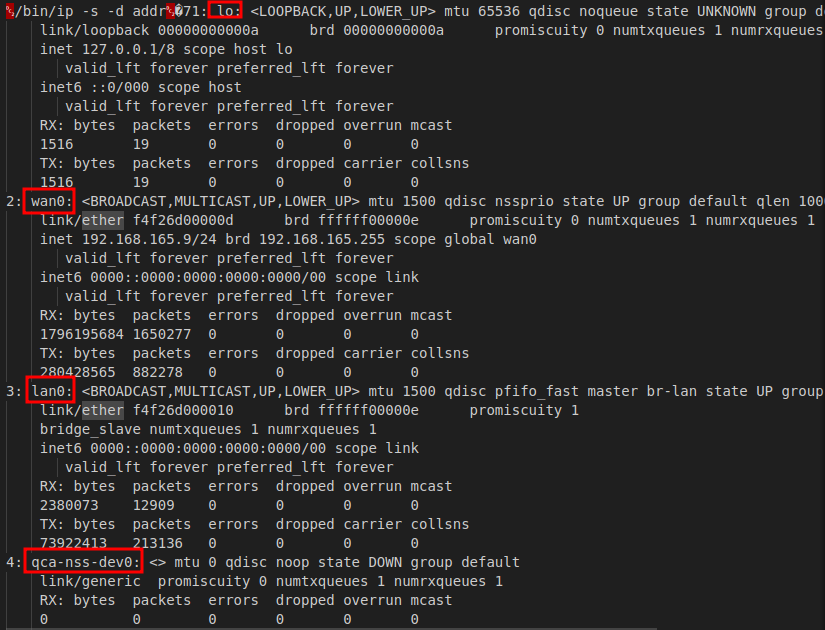 %/bin/ip -s -d addr%�071: lo: <LOOPBACK,UP,LOWER_UP> mtu 65536 qdisc noqueue state UNKNOWN group
link/loopback 00000000000a brd 00000000000a promiscuity 0 numtxqueues 1 numrxqueues
inet 127.0.0.1/8 scope host lo
valid_lft forever preferred_lft forever
inet6 ::0/000 scope host
valid_lft forever preferred_lft forever
RX: bytes packets errors dropped overrun mcast
1516 19 0 0 0 0
TX: bytes packets errors dropped carrier collsns
1516 19 0 0 0 0
2: wan0: <BROADCAST,MULTICAST,UP,LOWER_UP> mtu 1500 qdisc nssprio state UP group default qlen 100
link/ether f4f26d00000d brd ffffff00000e promiscuity 0 numtxqueues 1 numrxqueues 1
inet 192.168.165.9/24 brd 192.168.165.255 scope global wan0
valid_lft forever preferred_lft forever
inet6 0000::0000:0000:0000:0000/00 scope link
valid_lft forever preferred_lft forever
RX: bytes packets errors dropped overrun mcast
1796195684 1650277 0 0 0 0
TX: bytes packets errors dropped carrier collsns
280428565 882278 0 0 0 0
3: lan0: <BROADCAST,MULTICAST,UP,LOWER_UP> mtu 1500 qdisc pfifo_fast master br-lan state UP group
link/ether f4f26d000010 brd ffffff00000e promiscuity 1
bridge_slave numtxqueues 1 numrxqueues 1
inet6 0000::0000:0000:0000:0000/00 scope link
valid_lft forever preferred_lft forever
RX: bytes packets errors dropped overrun mcast
2380073 12909 0 0 0 0
TX: bytes packets errors dropped carrier collsns
73922413 213136 0 0 0 0
4: qca-nss-dev0: <> mtu 0 qdisc noop state DOWN group default
link/generic promiscuity 0 numtxqueues 1 numrxqueues 1
RX: bytes packets errors dropped overrun mcast
0 0 0 0 0 0